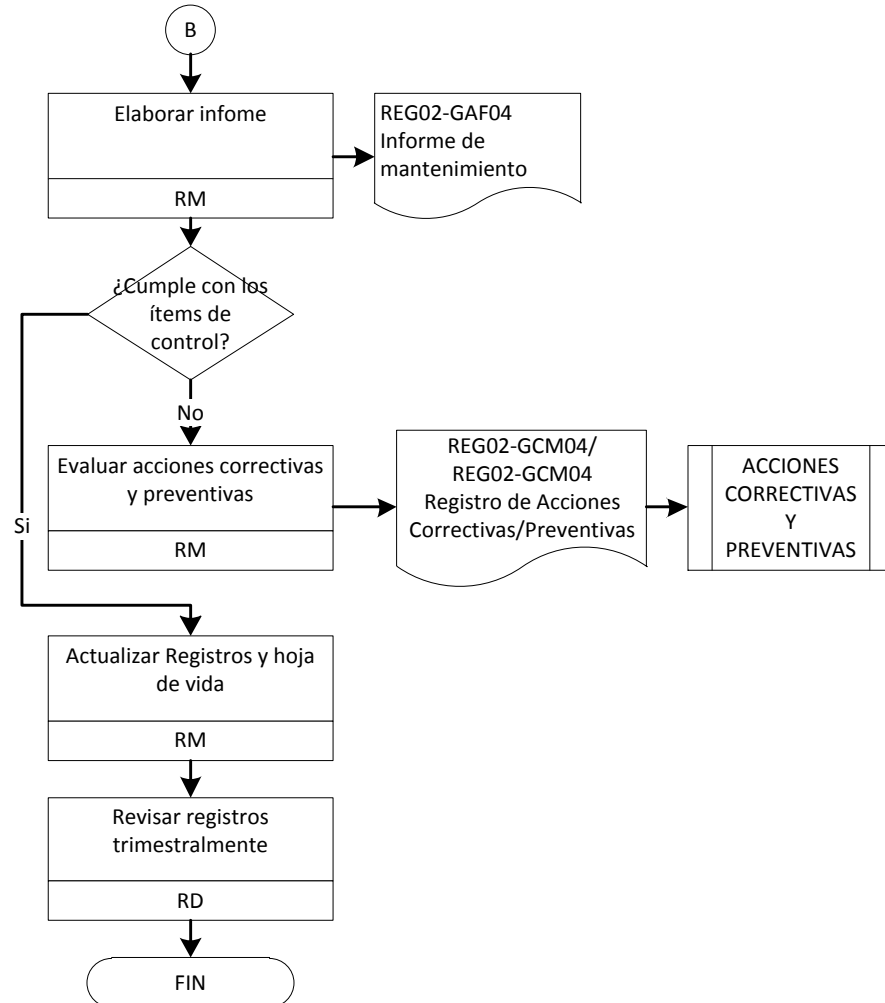 B
Elaborar infome
RM
REG02-GAF04
Informe de
mantenimiento
¿Cumple con los
ítems de
control?
No
Si
Evaluar acciones correctivas
y preventivas
RM
REG02-GCM04/
REG02-GCM04
Registro de Acciones
Correctivas/Preventivas
ACCIONES
CORRECTIVAS
Y
PREVENTIVAS
Actualizar Registros y hoja
de vida
RM
Revisar registros
trimestralmente
RD
FIN